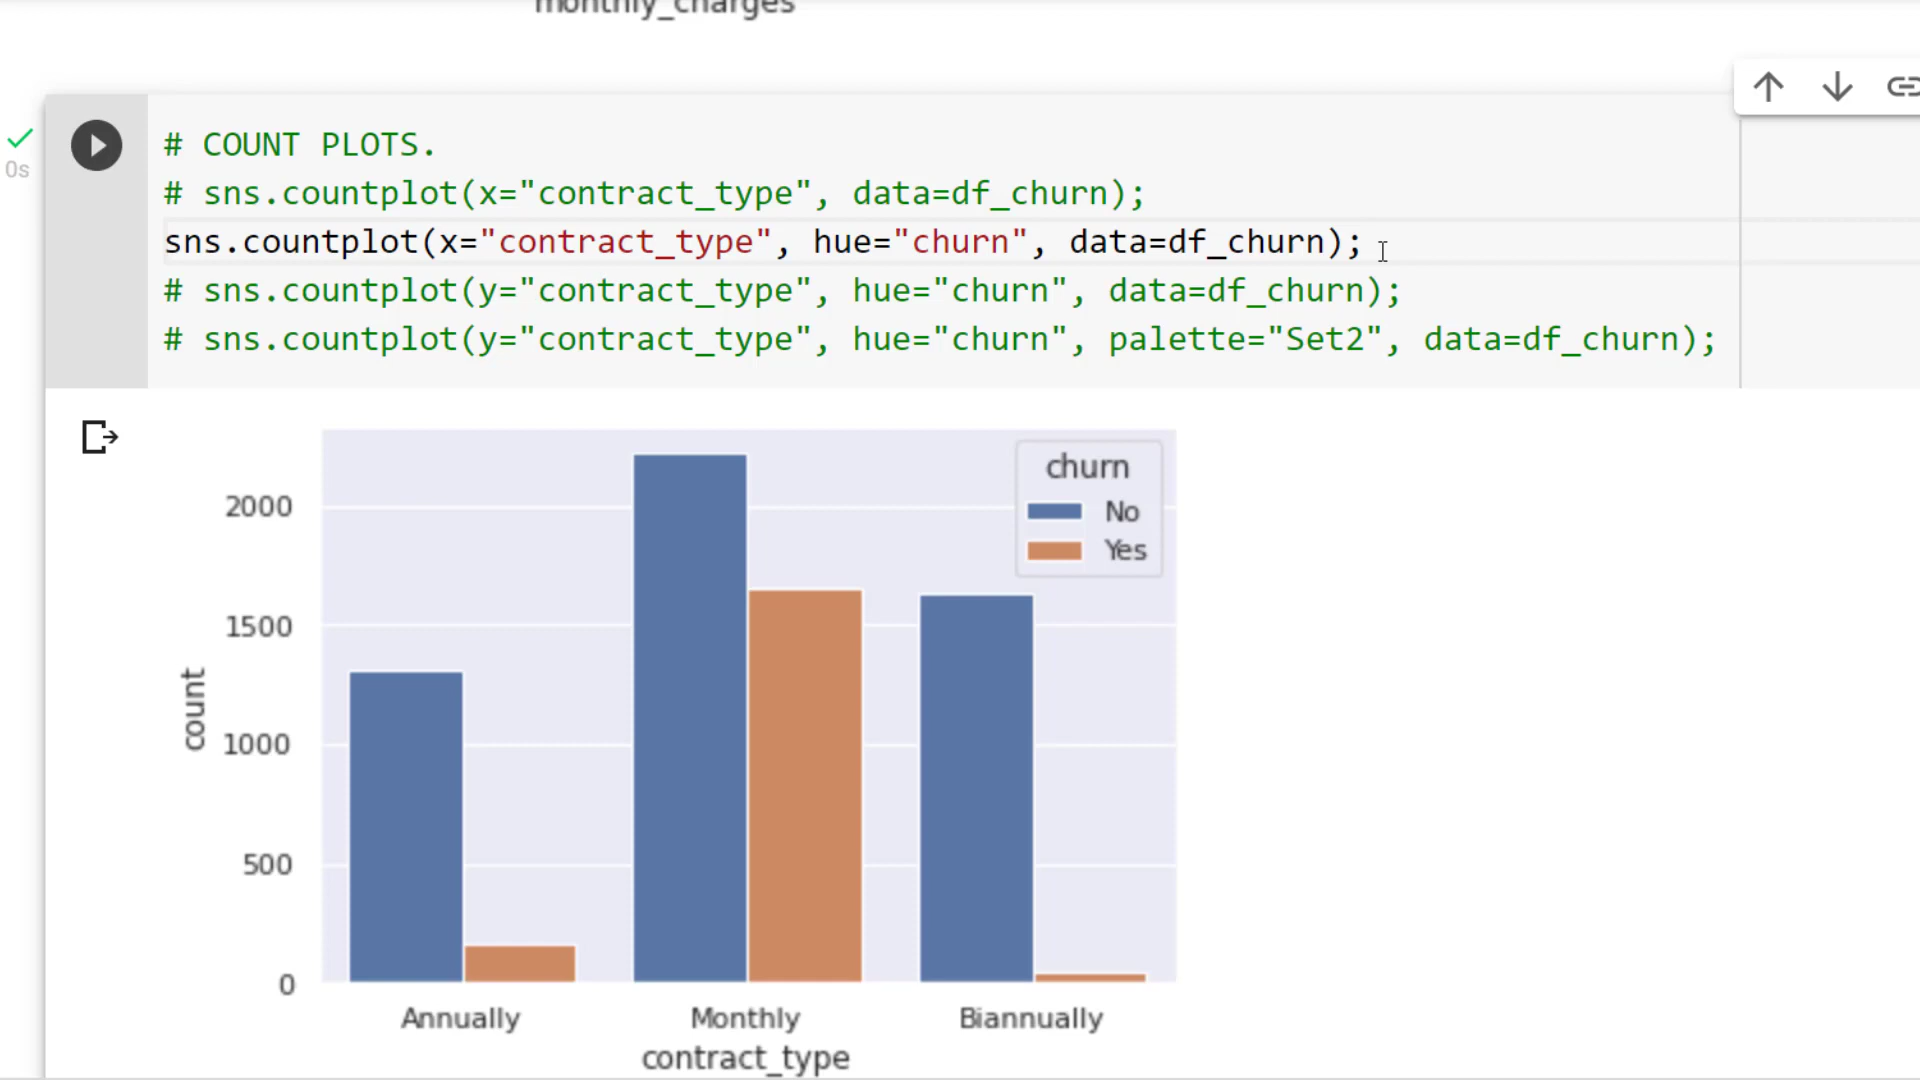 monthly_charges
# COUNT PLOTS.
0s
# sns.countplot(x="contract_type", data=df_churn);
sns.countplot(x="contract_type", hue="churn", data=df_churn);
# sns.countplot(y="contract_type", hue="churn", data=df_churn);
# sns.countplot(y="contract_type", hue="churn", palette="Set2", data=df_churn);
churn
No
Yes
2000
1500
1000
500
0
count
Annually Monthly Biannually
contract_type